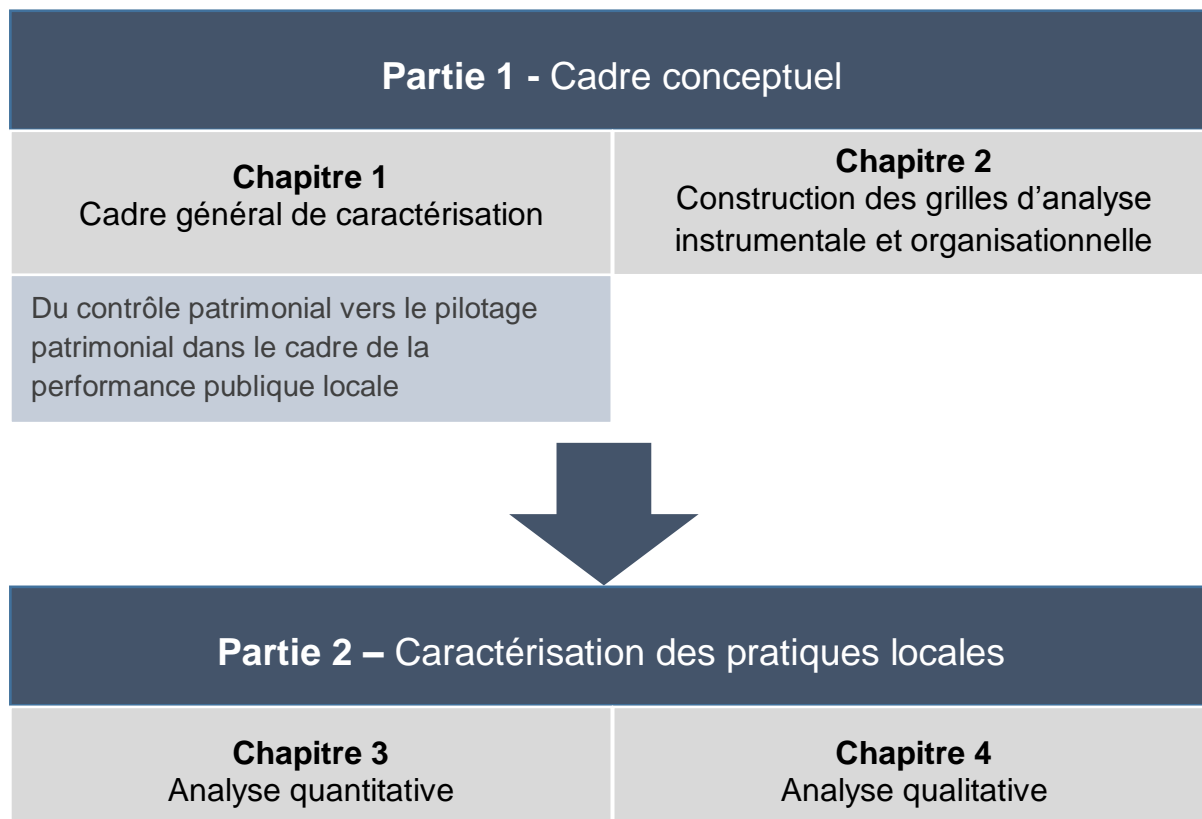 Partie 1 - Cadre conceptuel
Chapitre 1
Cadre général de caractérisation
Chapitre 2
Construction des grilles d’analyse
instrumentale et organisationnelle
Du contrôle patrimonial vers le pilotage
patrimonial dans le cadre de la
performance publique locale
Partie 2 – Caractérisation des pratiques locales
Chapitre 3
Analyse quantitative
Chapitre 4
Analyse qualitative